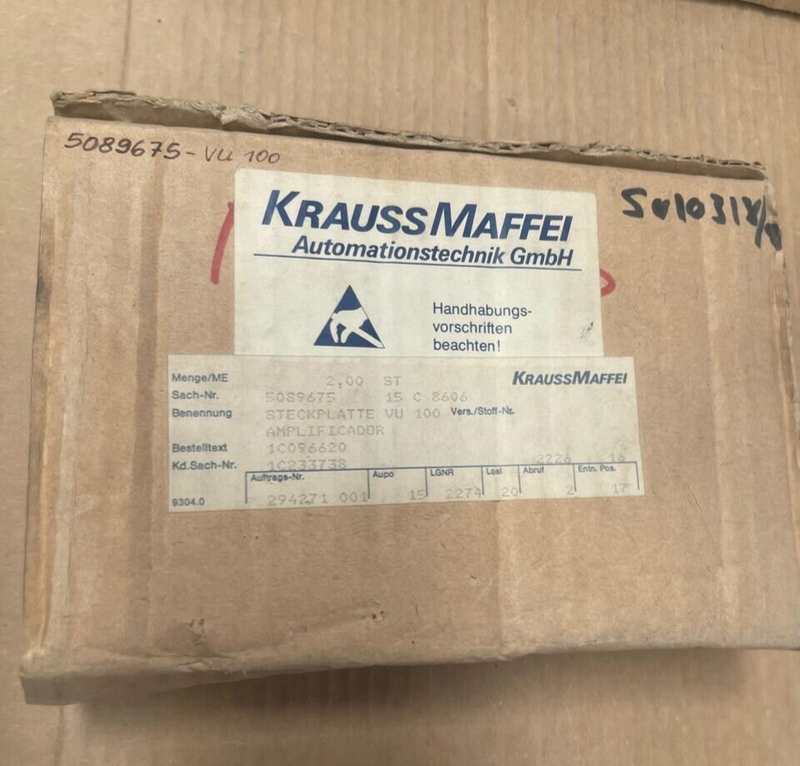 5089675-VU 100
KRAUSSMAFFEI
Automationstechnik GmbH
Handhabungs-
vorschriften
beachten!
Menge/ME 2,00 ST KRAUSSMAFFEI
Sach-Nr. 5089675 15 C 8606
Benennung STECKPLATTE VU 100 Vers./Stoff-Nr.
AMPLIFICADOR
Bestelltext 1C096620
Kd.Sach-Nr. 1C233738
Auftrags-Nr. Aupo LGNR Losl Abruf Entn. Pos.
9304.0 294271 001 15 2274 20 2 17